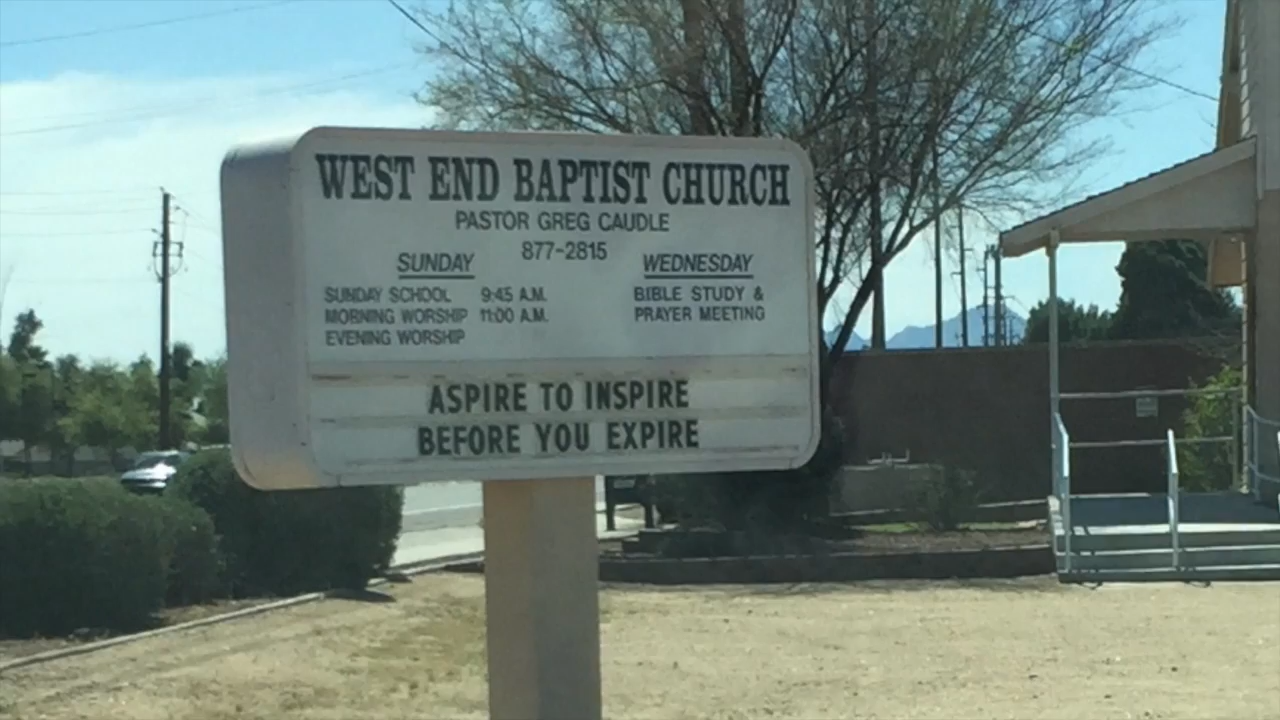 WEST END BAPTIST CHURCH
PASTOR GREG CAUDLE
877-2815
SUNDAY WEDNESDAY
SUNDAY SCHOOL 9:45 A.M. BIBLE STUDY &
MORNING WORSHIP 11:00 A.M. PRAYER MEETING
EVENING WORSHIP
ASPIRE TO INSPIRE
BEFORE YOU EXPIRE